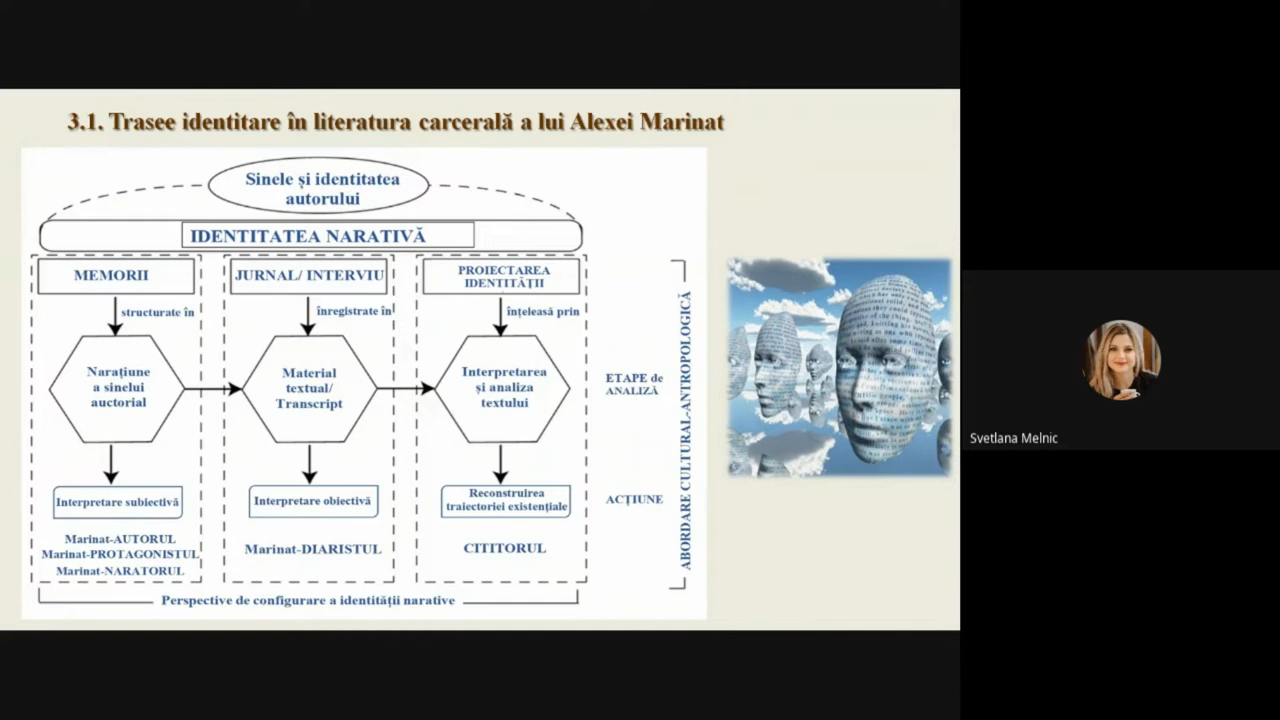 3.1. Trasee identitare în literatura carcerală a lui Alexei Marinat
Sinele și identitatea
autorului
IDENTITATEA NARATIVĂ
MEMORII
structurate în
Narațiune
a sinelui
auctorial
Interpretare subiectivă
Marinat-AUTORUL
Marinat-PROTAGONISTUL
Marinat-NARATORUL
JURNAL/ INTERVIU
înregistrate în
Material
textual/
Transcript
Interpretare obiectivă
Marinat-DIARISTUL
PROIECTAREA
IDENTITĂȚII
înțeleasă prin
Interpretarea
și analiza
textului
Reconstruirea
traiectoriei existențiale
CITITORUL
ETAPE de
ANALIZĂ
ACȚIUNE
ABORDARE CULTURAL-ANTROPOLOGICĂ
Perspective de configurare a identității narative
Svetlana Melnic